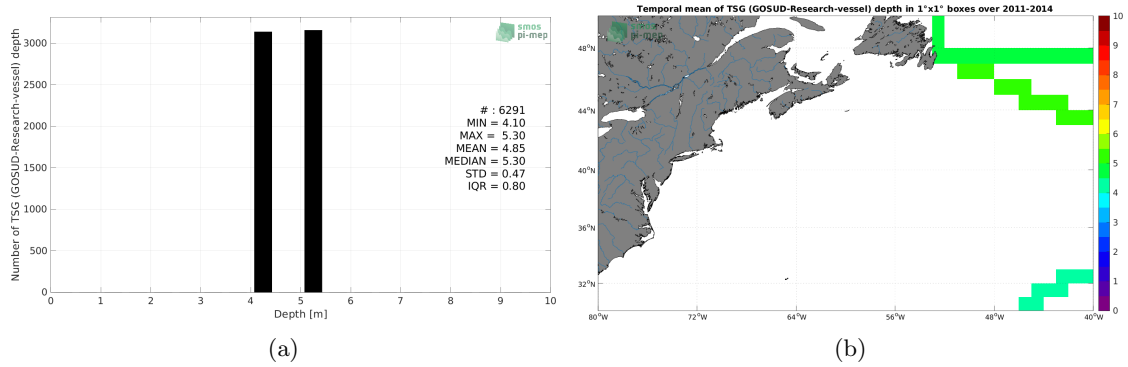 Number of TSG (GOSUD-Research-vessel) depth
3000
2500
2000
1500
1000
500
0
0 1 2 3 4 5 6 7 8 9 10
Depth [m]
smos
pi-mep
# : 6291
MIN = 4.10
MAX = 5.30
MEAN = 4.85
MEDIAN = 5.30
STD = 0.47
IQR = 0.80
(a)
Temporal mean of TSG (GOSUD-Research-vessel) depth in 1°x1° boxes over 2011-2014
smos
pi-mep
48°N
44°N
40°N
36°N
32°N
80°W 72°W 64°W 56°W 48°W 40°W
10
9
8
7
6
5
4
3
2
1
0
(b)